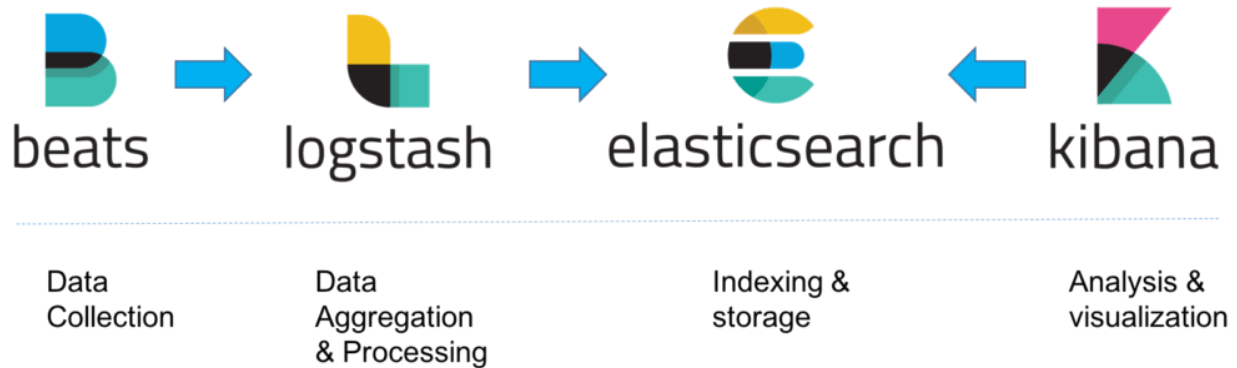 beats logstash elasticsearch kibana
Data Data Indexing & Analysis &
Collection Aggregation storage visualization
& Processing